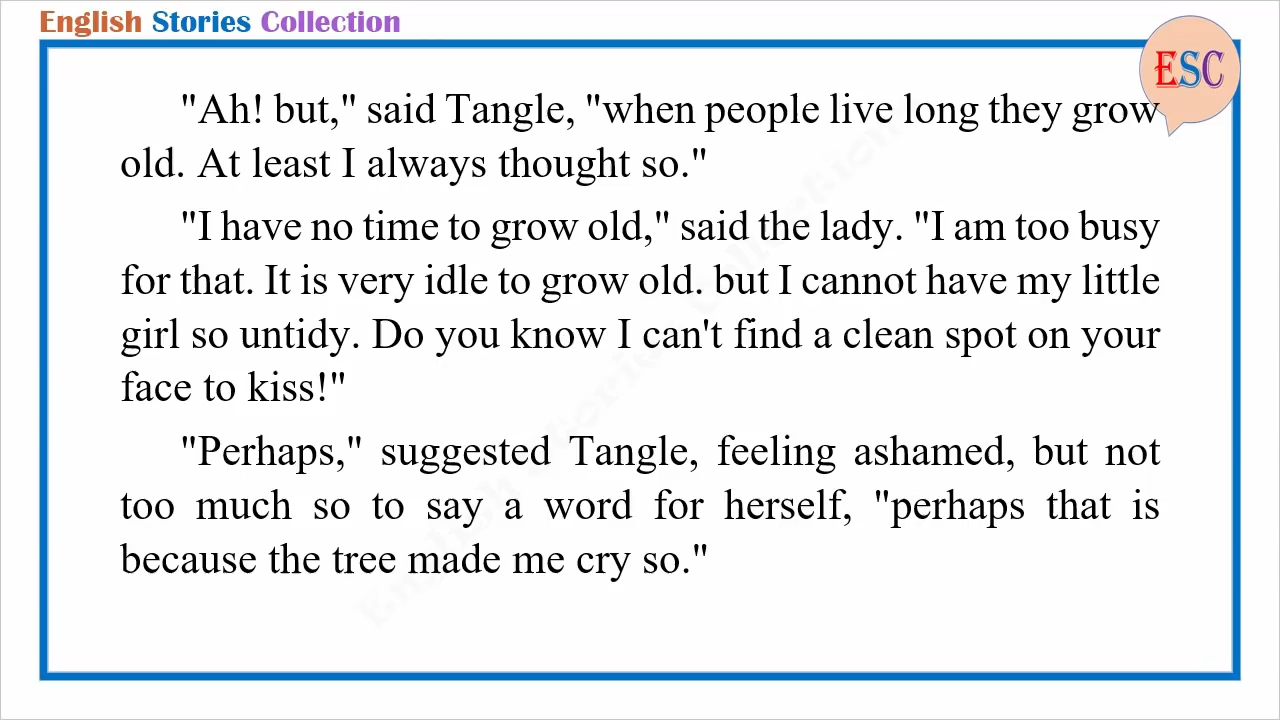 English Stories Collection
ESC
"Ah! but," said Tangle, "when people live long they grow
old. At least I always thought so."
"I have no time to grow old," said the lady. "I am too busy
for that. It is very idle to grow old. but I cannot have my little
girl so untidy. Do you know I can't find a clean spot on your
face to kiss!"
"Perhaps," suggested Tangle, feeling ashamed, but not
too much so to say a word for herself, "perhaps that is
because the tree made me cry so."
English Stories Collection